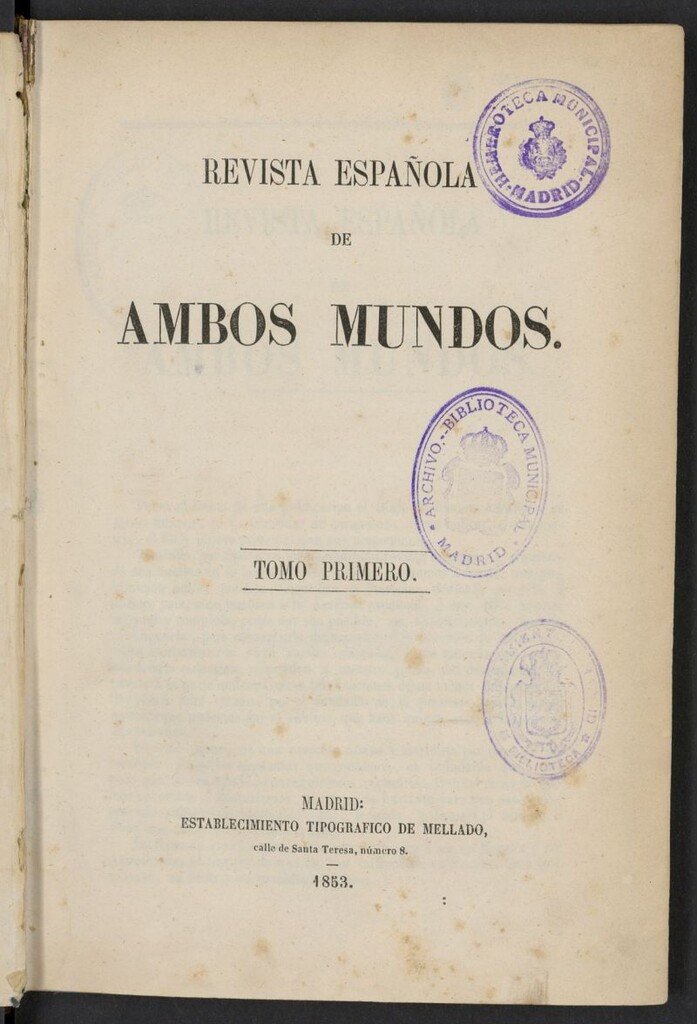 HEMEROTECA MUNICIPAL
·MADRID·
REVISTA ESPAÑOLA
DE
AMBOS MUNDOS.
ARCHIVO.-BIBLIOTECA MUNICIPAL
MADRID
TOMO PRIMERO.
BIBLIOTECA
MADRID:
ESTABLECIMIENTO TIPOGRAFICO DE MELLADO,
calle de Santa Teresa, número 8.
1853.